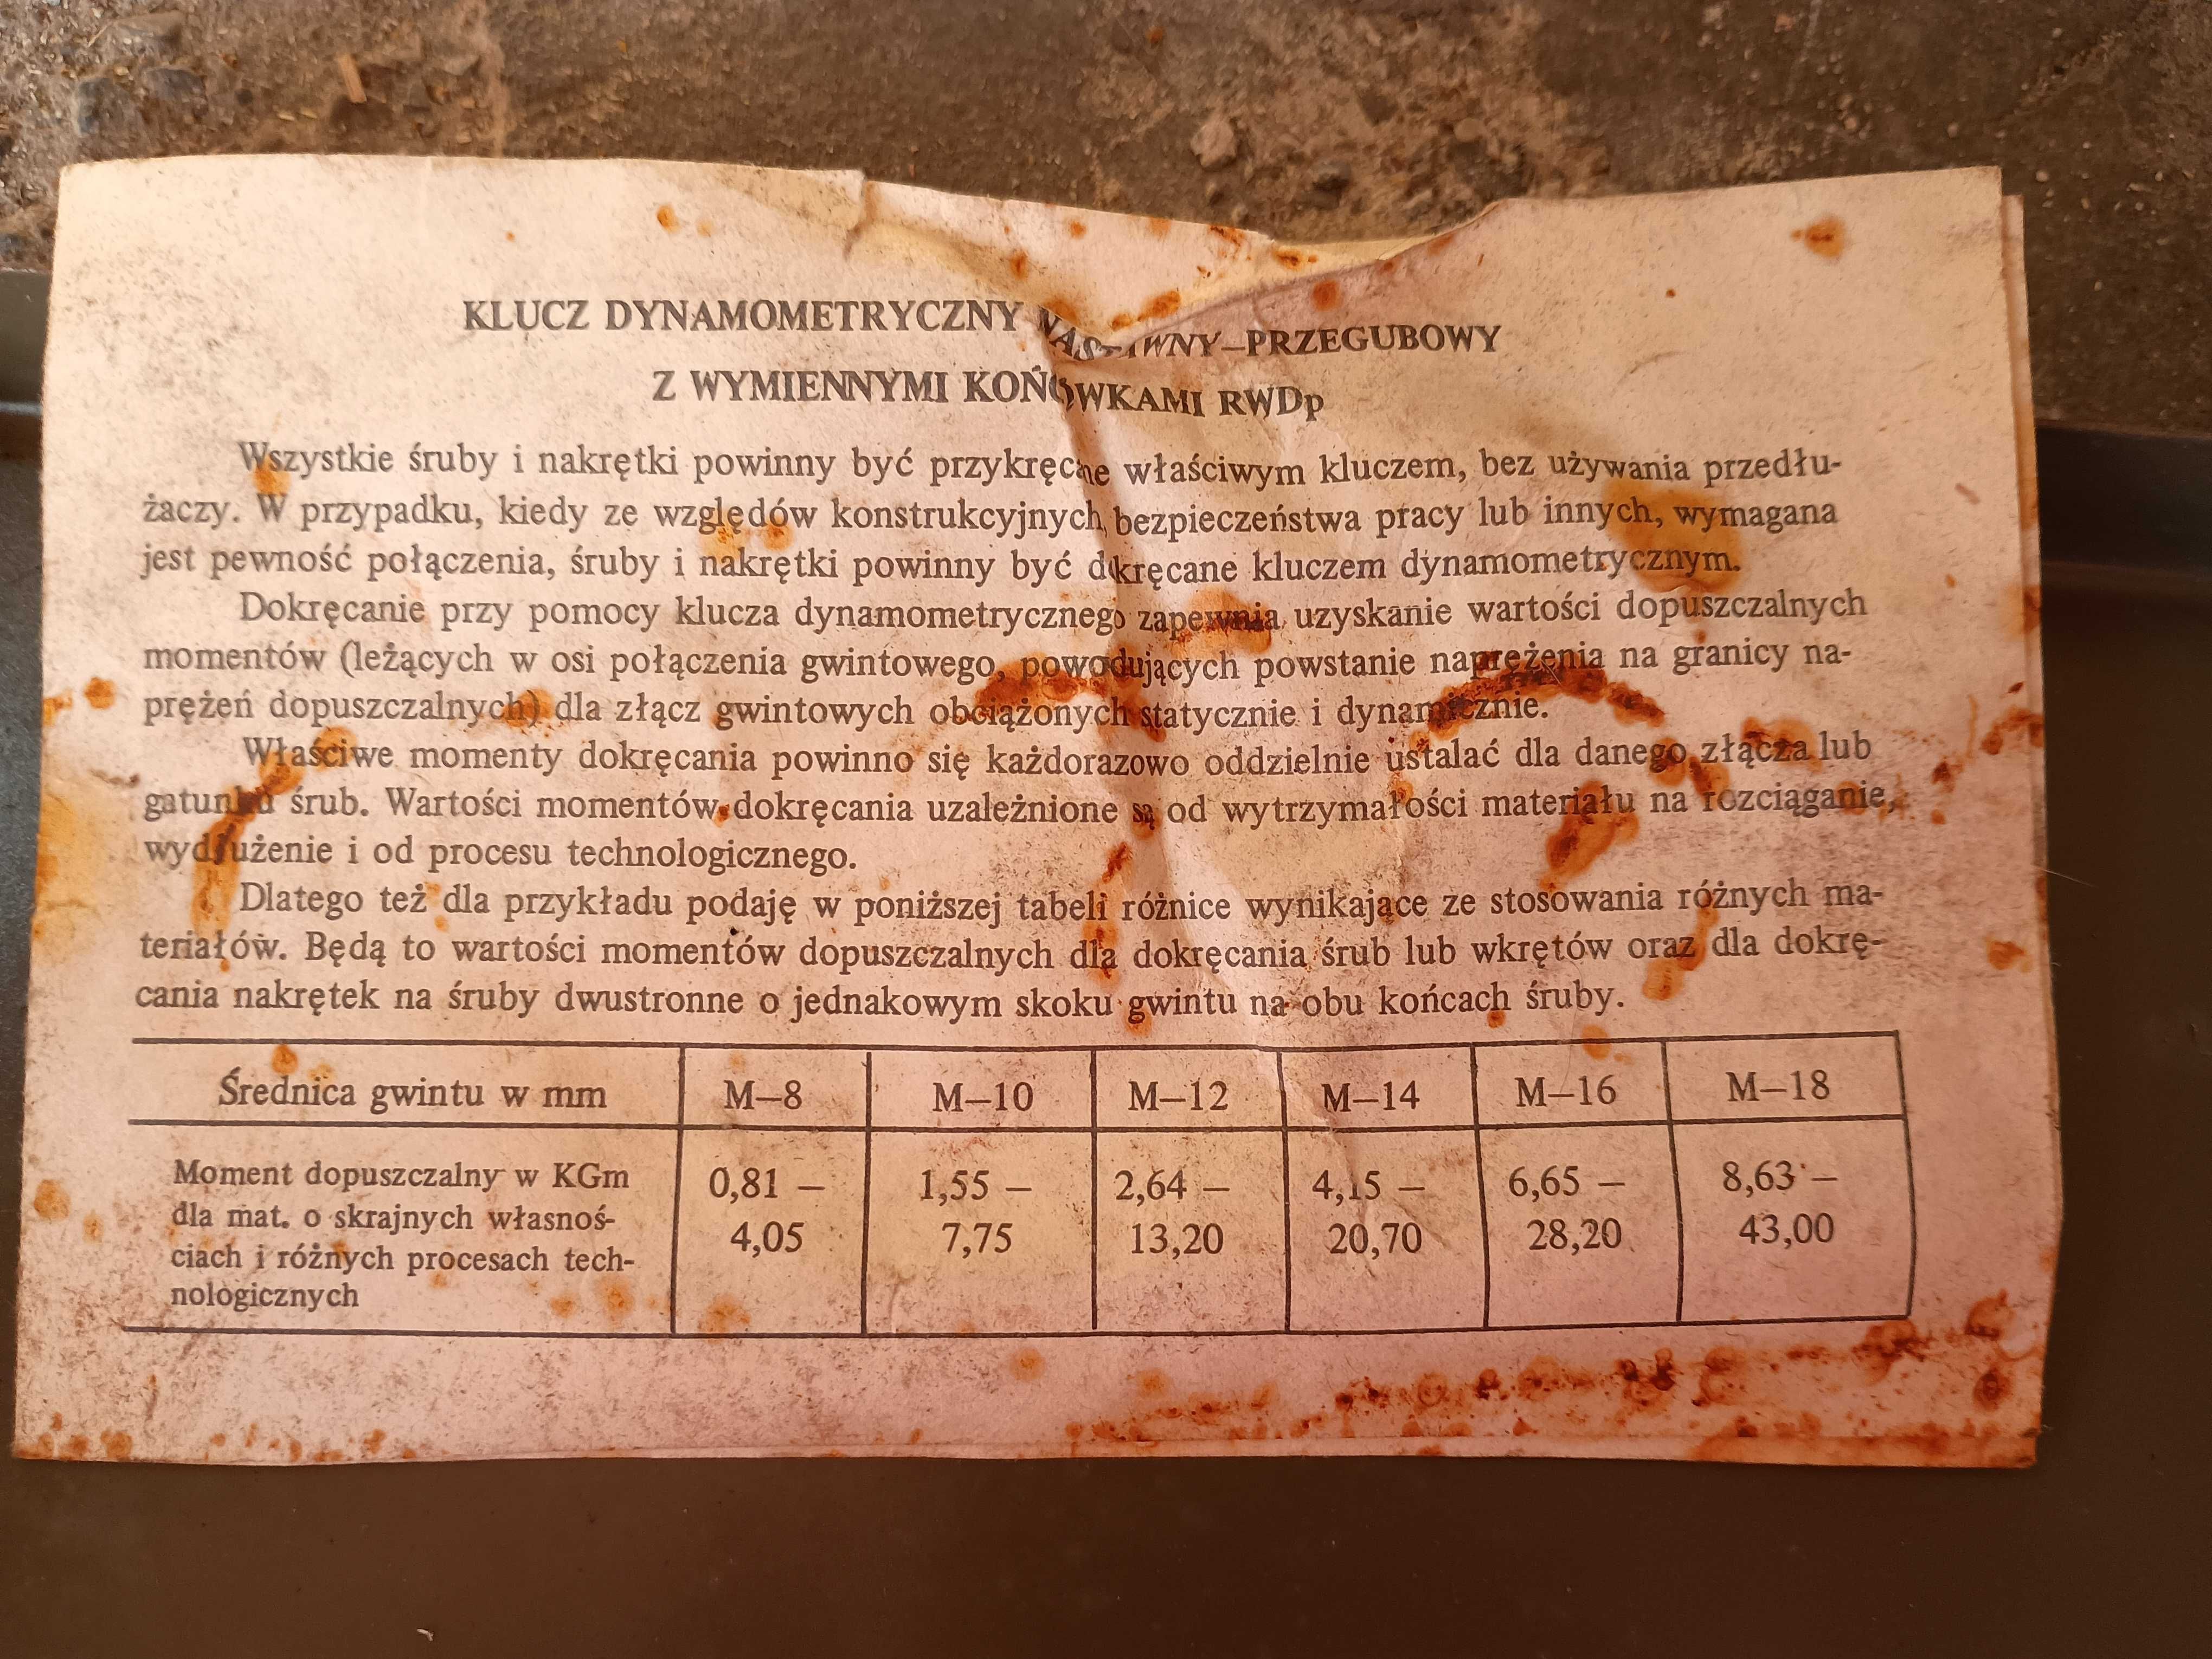 KLUCZ DYNAMOMETRYCZNY PRZEGUBOWY
Z WYMIENNYMI KOŃCÓWKAMI RWDp
Wszystkie śruby i nakrętki powinny być przykręcane właściwym kluczem, bez używania przedłu-
żaczy. W przypadku, kiedy ze względów konstrukcyjnych, bezpieczeństwa pracy lub innych, wymagana
jest pewność połączenia, śruby i nakrętki powinny być dokręcane kluczem dynamometrycznym.
Dokręcanie przy pomocy klucza dynamometrycznego zapewnia uzyskanie wartości dopuszczalnych
momentów (leżących w osi połączenia gwintowego, powodujących powstanie naprężenia na granicy na-
prężeń dopuszczalnych) dla złącz gwintowych obciążonych statycznie i dynamicznie.
Właściwe momenty dokręcania powinno się każdorazowo oddzielnie ustalać dla danego złącza lub
gatunku śrub. Wartości momentów dokręcania uzależnione są od wytrzymałości materiału na rozciąganie,
wydłużenie i od procesu technologicznego.
Dlatego też dla przykładu podaję w poniższej tabeli różnice wynikające ze stosowania różnych ma-
teriałów. Będą to wartości momentów dopuszczalnych dla dokręcania śrub lub wkrętów oraz dla dokrę-
cania nakrętek na śruby dwustronne o jednakowym skoku gwintu na obu końcach śruby.
Średnica gwintu w mm M—8 M—10 M—12 M—14 M—16 M—18
Moment dopuszczalny w KGm 0,81 — 1,55 — 2,64 — 4,15 — 6,65 — 8,63 —
dla mat. o skrajnych własnoś- 4,05 7,75 13,20 20,70 28,20 43,00
ciach i różnych procesach tech-
nologicznych